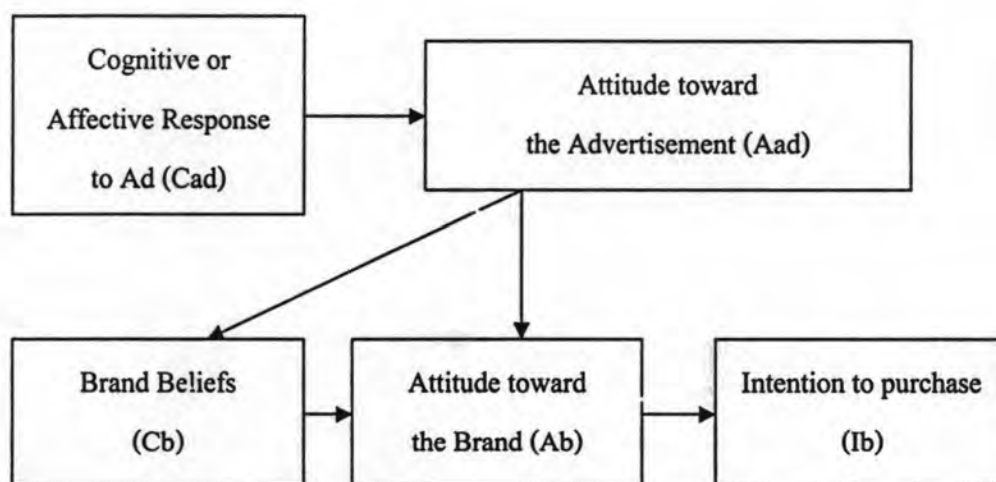 Cognitive or
Affective Response
to Ad (Cad)
Attitude toward
the Advertisement (Aad)
Brand Beliefs
(Cb)
Attitude toward
the Brand (Ab)
Intention to purchase
(Ib)